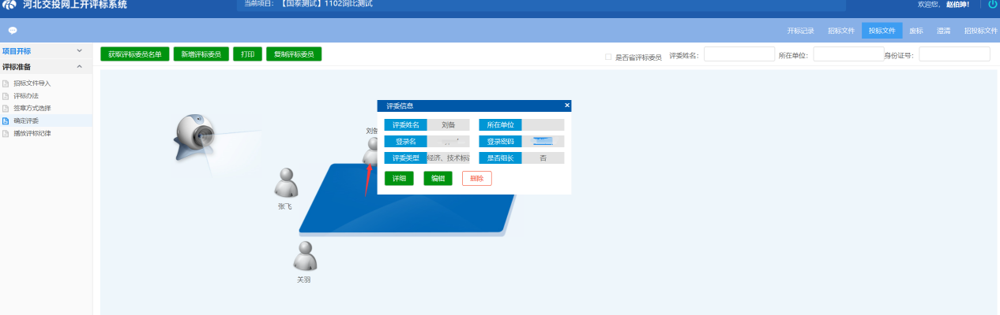 河北交投网上开评标系统
当前项目： 【国泰测试】1102询比测试
欢迎您， 赵伯珅！
开标记录 招标文件 投标文件 废标 澄清 招投标文件
项目开标
评标准备
招标文件导入
评标办法
签章方式选择
确定评委
播放评标纪律
获取评标委员名单 新增评标委员 打印 复制评标委员
是否省评标委员 评委姓名： 所在单位： 身份证号：
评委信息
评委姓名 刘备 所在单位
登录名 登录密码
评委类型 经济、技术标评 是否组长 否
详细 编辑 删除
刘备
张飞
关羽